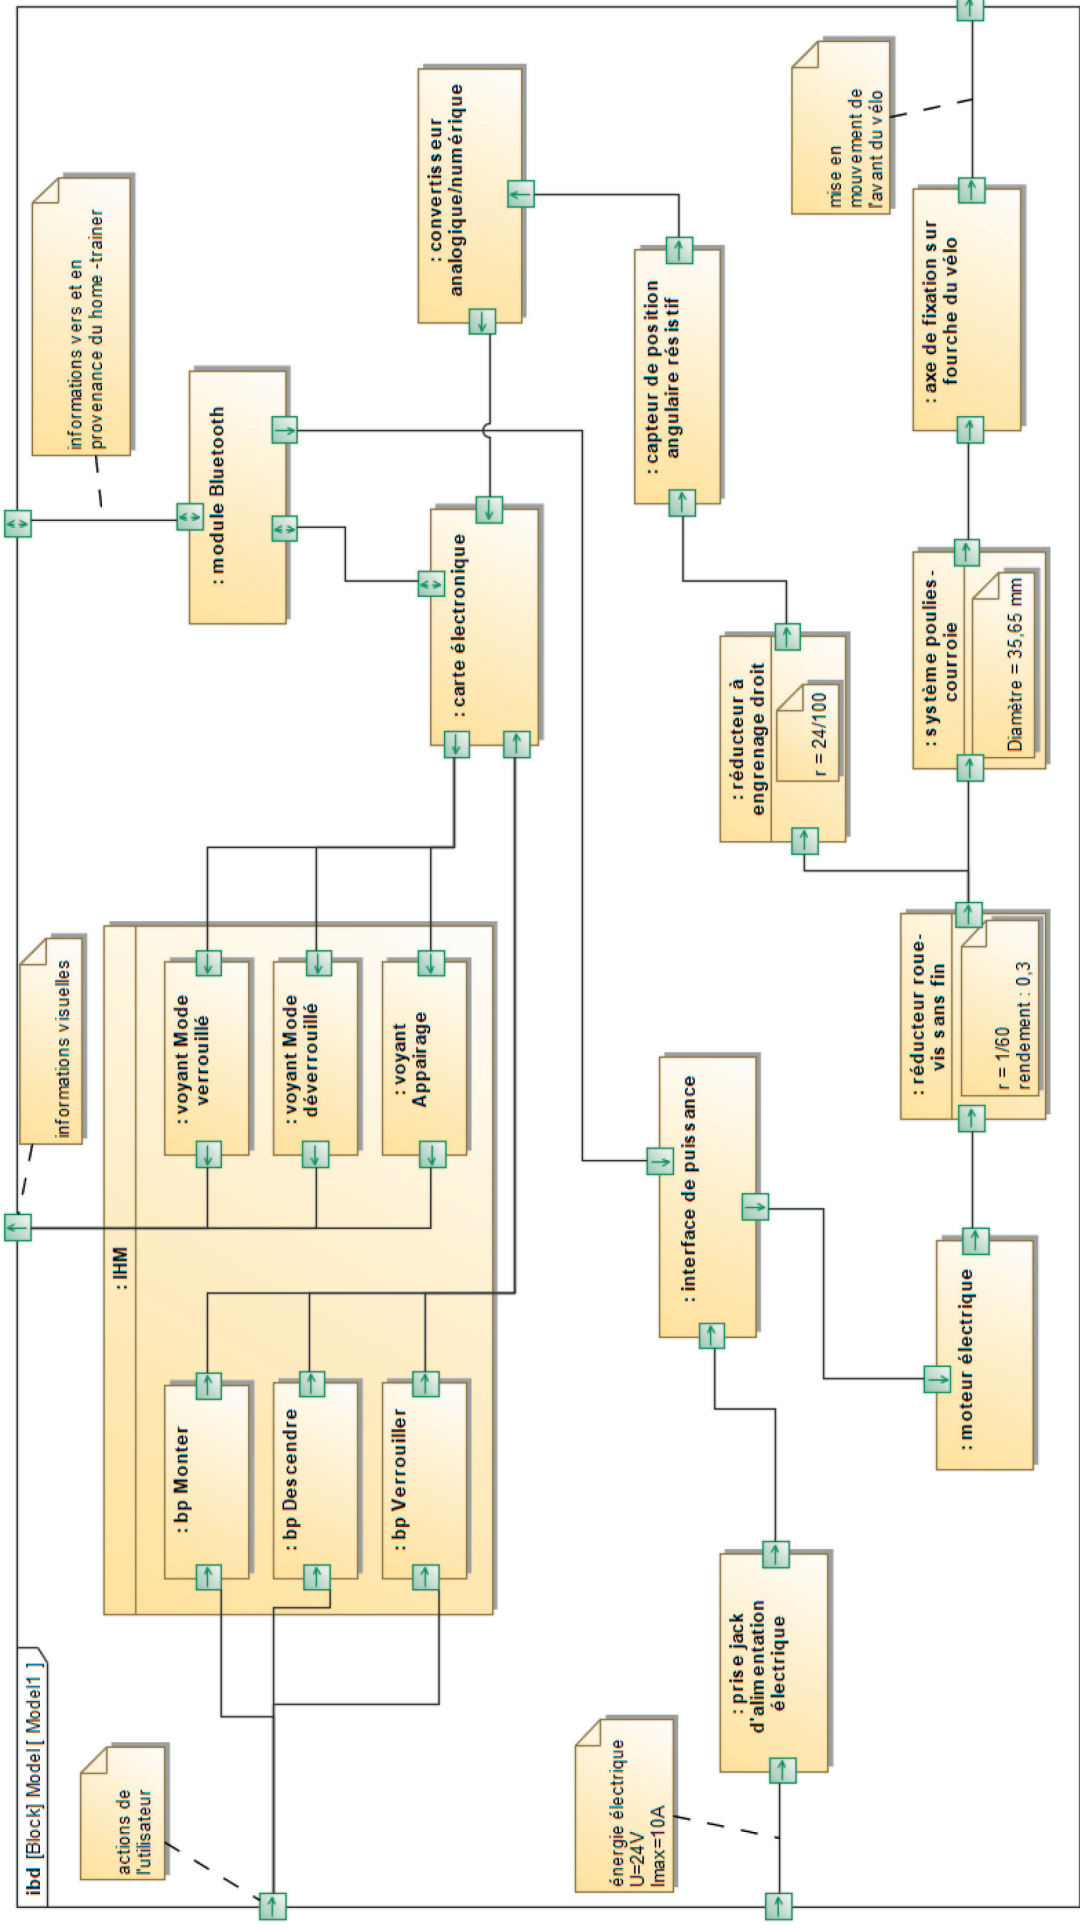 ibd [Block] Model [ Model1 ]
actions de
l'utilisateur
: IHM
: bp Monter
: bp Descendre
: bp Verrouiller
: voyant Mode
verrouillé
: voyant Mode
déverrouillé
: voyant
Appairage
informations visuelles
informations vers et en
provenance du home -trainer
: module Bluetooth
: carte électronique
: convertisseur
analogique/numérique
énergie électrique
U=24V
Imax=10A
: prise jack
d'alimentation
électrique
: interface de puissance
: moteur électrique
: réducteur roue-
vis sans fin
r = 1/60
rendement : 0,3
: réducteur à
engrenage droit
r = 24/100
: capteur de position
angulaire résistif
: système poulies-
courroie
Diamètre = 35,65 mm
: axe de fixation sur
fourche du vélo
mise en
mouvement de
l'avant du vélo